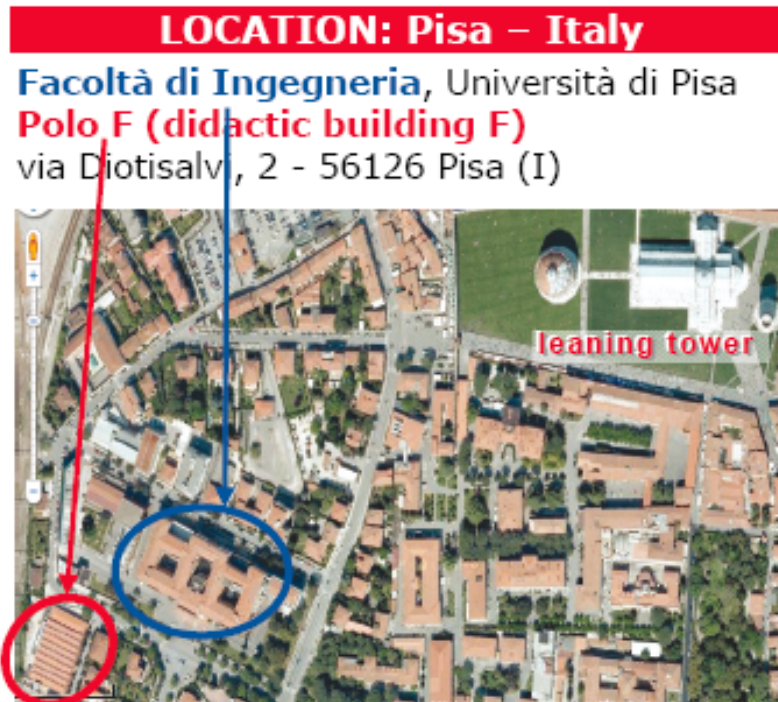 LOCATION: Pisa – Italy
Facoltà di Ingegneria, Università di Pisa
Polo F (didactic building F)
via Diotisalvi, 2 - 56126 Pisa (I)
leaning tower